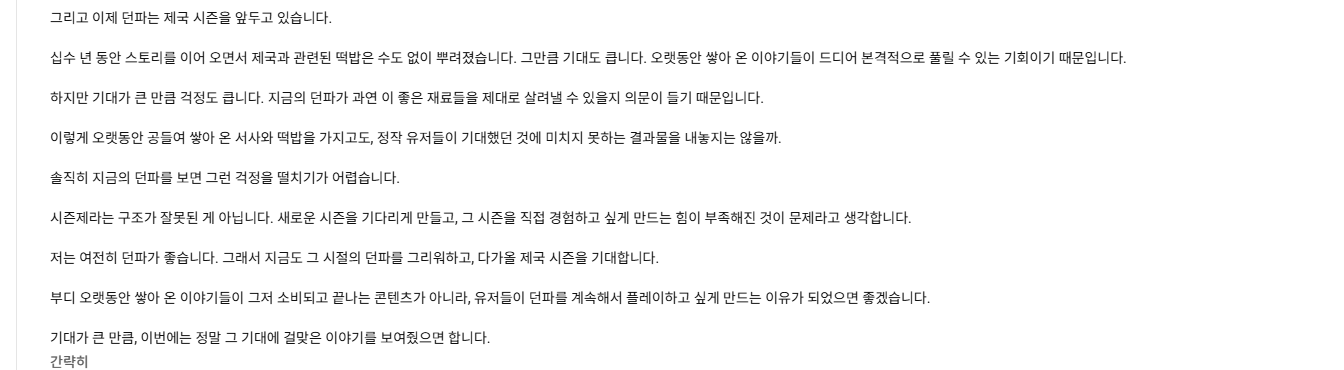 그리고 이제 던파는 제국 시즌을 앞두고 있습니다.
십수 년 동안 스토리를 이어 오면서 제국과 관련된 떡밥은 수도 없이 뿌려졌습니다. 그만큼 기대도 큽니다. 오랫동안 쌓아 온 이야기들이 드디어 본격적으로 풀릴 수 있는 기회이기 때문입니다.
하지만 기대가 큰 만큼 걱정도 큽니다. 지금의 던파가 과연 이 좋은 재료들을 제대로 살려낼 수 있을지 의문이 들기 때문입니다.
이렇게 오랫동안 공들여 쌓아 온 서사와 떡밥을 가지고도, 정작 유저들이 기대했던 것에 미치지 못하는 결과물을 내놓지는 않을까.
솔직히 지금의 던파를 보면 그런 걱정을 떨치기가 어렵습니다.
시즌제라는 구조가 잘못된 게 아닙니다. 새로운 시즌을 기다리게 만들고, 그 시즌을 직접 경험하고 싶게 만드는 힘이 부족해진 것이 문제라고 생각합니다.
저는 여전히 던파가 좋습니다. 그래서 지금도 그 시절의 던파를 그리워하고, 다가올 제국 시즌을 기대합니다.
부디 오랫동안 쌓아 온 이야기들이 그저 소비되고 끝나는 콘텐츠가 아니라, 유저들이 던파를 계속해서 플레이하고 싶게 만드는 이유가 되었으면 좋겠습니다.
기대가 큰 만큼, 이번에는 정말 그 기대에 걸맞은 이야기를 보여줬으면 합니다.
간략히